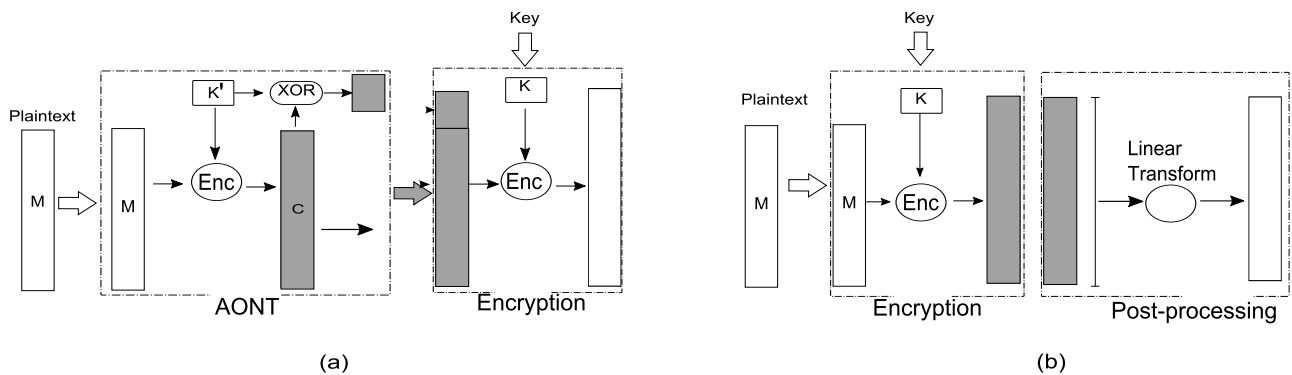 Plaintext
M
M
K'
XOR
Enc
C
AONT
Key
K
Enc
Encryption
(a)
Plaintext
M
Key
K
M
Enc
Encryption
Linear
Transform
Post-processing
(b)